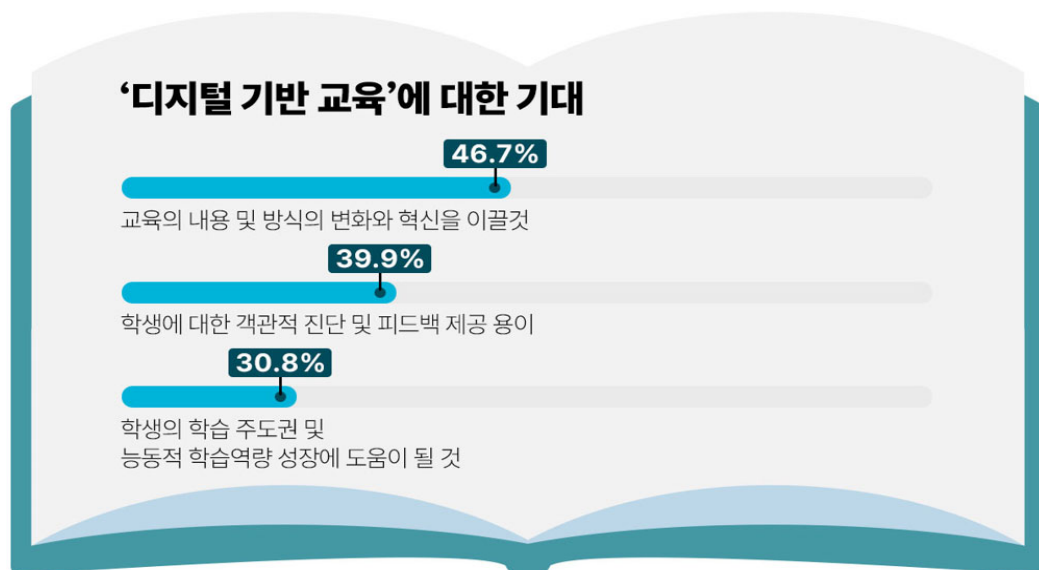 ‘디지털 기반 교육’에 대한 기대
46.7%
교육의 내용 및 방식의 변화와 혁신을 이끌것
39.9%
학생에 대한 객관적 진단 및 피드백 제공 용이
30.8%
학생의 학습 주도권 및
능동적 학습역량 성장에 도움이 될 것